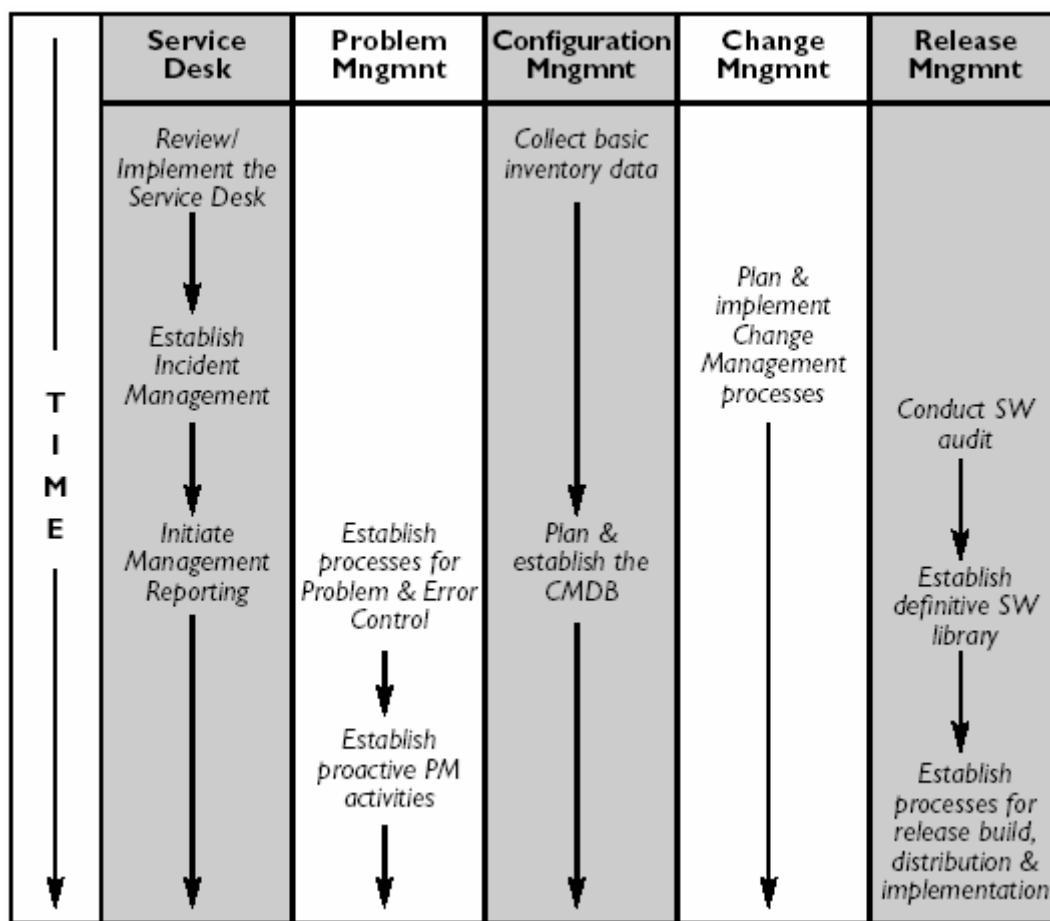 Service
Desk
Problem
Mngmnt
Configuration
Mngmnt
Change
Mngmnt
Release
Mngmnt
T
I
M
E
Review/
Implement the
Service Desk
Establish
Incident
Management
Initiate
Management
Reporting
Establish
processes for
Problem & Error
Control
Establish
proactive PM
activities
Collect basic
inventory data
Plan &
establish the
CMDB
Plan &
implement
Change
Management
processes
Conduct SW
audit
Establish
definitive SW
library
Establish
processes for
release build,
distribution &
implementation